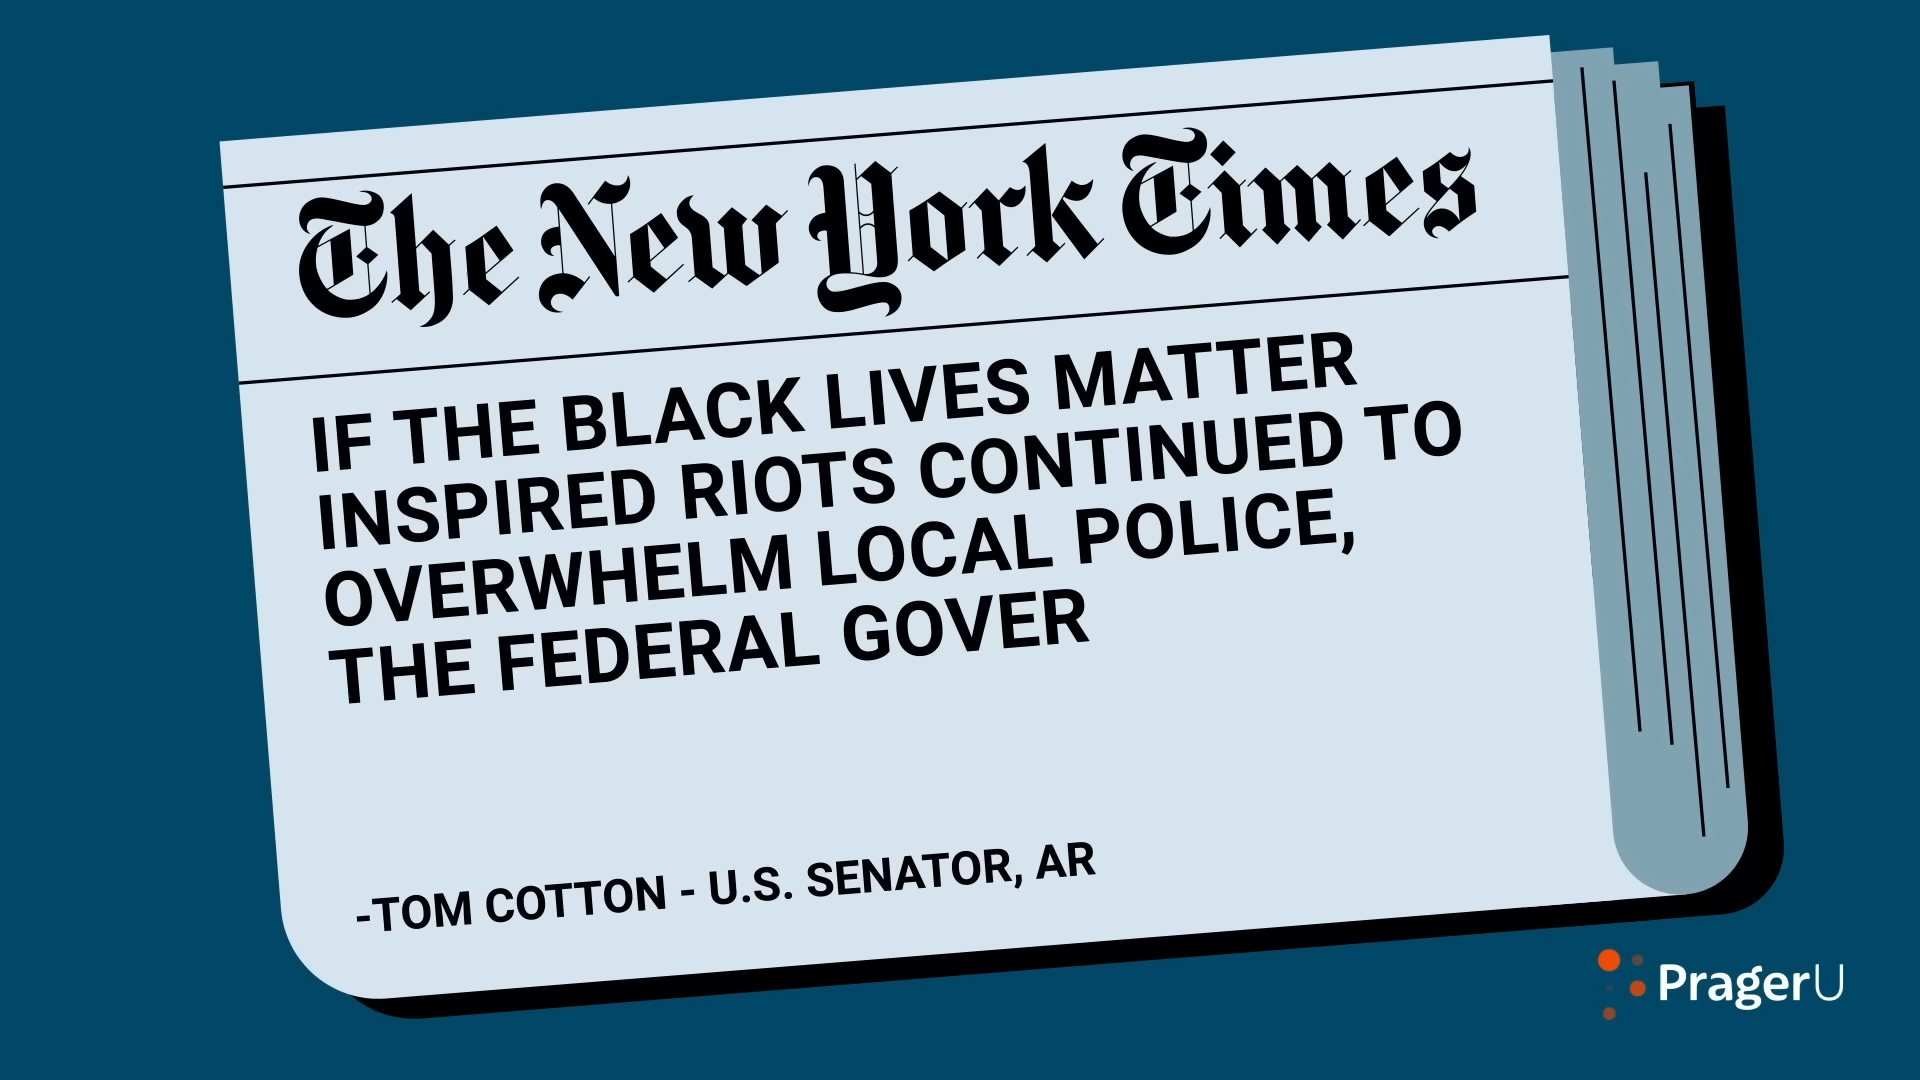 The New York Times
IF THE BLACK LIVES MATTER
INSPIRED RIOTS CONTINUED TO
OVERWHELM LOCAL POLICE,
THE FEDERAL GOVER
-TOM COTTON - U.S. SENATOR, AR
PragerU